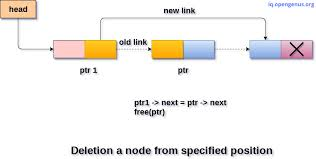 iq.opengenus.org
head
new link
old link
ptr 1
ptr
ptr1 -> next = ptr -> next
free(ptr)
Deletion a node from specified position